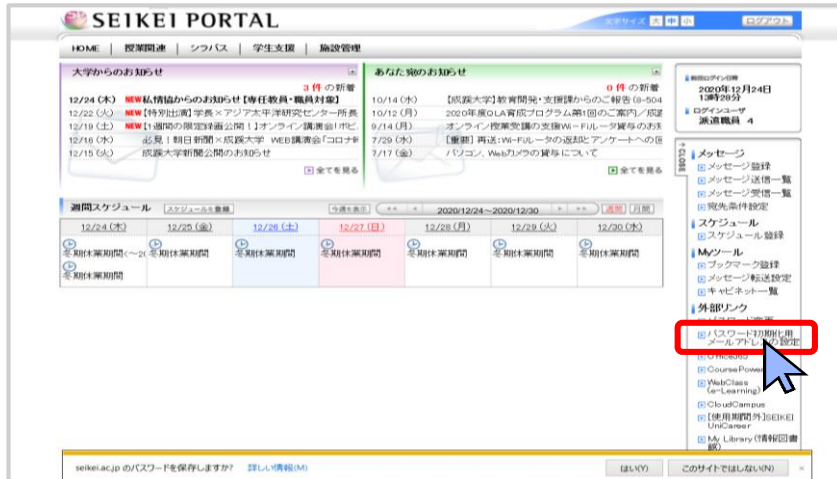 SEIKEI PORTAL
文字サイズ 大 中 小
ログアウト
HOME | 授業関連 | シラバス | 学生支援 | 施設管理
大学からのお知らせ
3 件 の新着
12/24 (木) NEW 私情協からのお知らせ【専任教員・職員対象】
12/22 (火) NEW 【特別出演】学長×アジア太平洋研究センター所長
12/19 (土) NEW 【1週間の限定録画公開！】オンライン講演会！ホビ
12/16 (水) 必見！朝日新聞×成蹊大学 WEB講演会「コロナ
12/15 (火) 成蹊大学新聞公開のお知らせ
全てを見る
あなた宛のお知らせ
0 件 の新着
10/14 (水) 【成蹊大学】教育開発・支援課からのご報告(8-504
10/12 (月) 2020年度OLA育成プログラム第1回のご案内／成蹊
9/14 (月) オンライン授業受講の支援Wi-Fiルータ貸与のお
7/29 (水) 【重要】再送：Wi-Fiルータの返却とアンケートへの
7/17 (金) パソコン、Webカメラの貸与について
全てを見る
前回ログイン日時
2020年12月24日
13時28分
ログインユーザ
派遣職員 4
CLOSE
メッセージ
メッセージ登録
メッセージ送信一覧
メッセージ受信一覧
宛先条件設定
スケジュール
スケジュール登録
Myツール
ブックマーク登録
メッセージ転送設定
キャビネット一覧
外部リンク
パスワード変更
パスワード初期化用
メールアドレスの設定
Office365
CoursePower
WebClass
(e-Learning)
CloudCampus
【使用期間外】SEIKEI
UniCareer
My Library (情報図書
館)
週間スケジュール
スケジュールを登録
今週を表示
2020/12/24～2020/12/30
週間 月間
12/24 (木) 12/25 (金) 12/26 (土) 12/27 (日) 12/28 (月) 12/29 (火) 12/30 (水)
冬期休業期間(～2 冬期休業期間 冬期休業期間 冬期休業期間 冬期休業期間 冬期休業期間 冬期休業期間
冬期休業期間
seikei.ac.jp のパスワードを保存しますか? 詳しい情報(M)
はい(Y)
このサイトではしない(N)
×